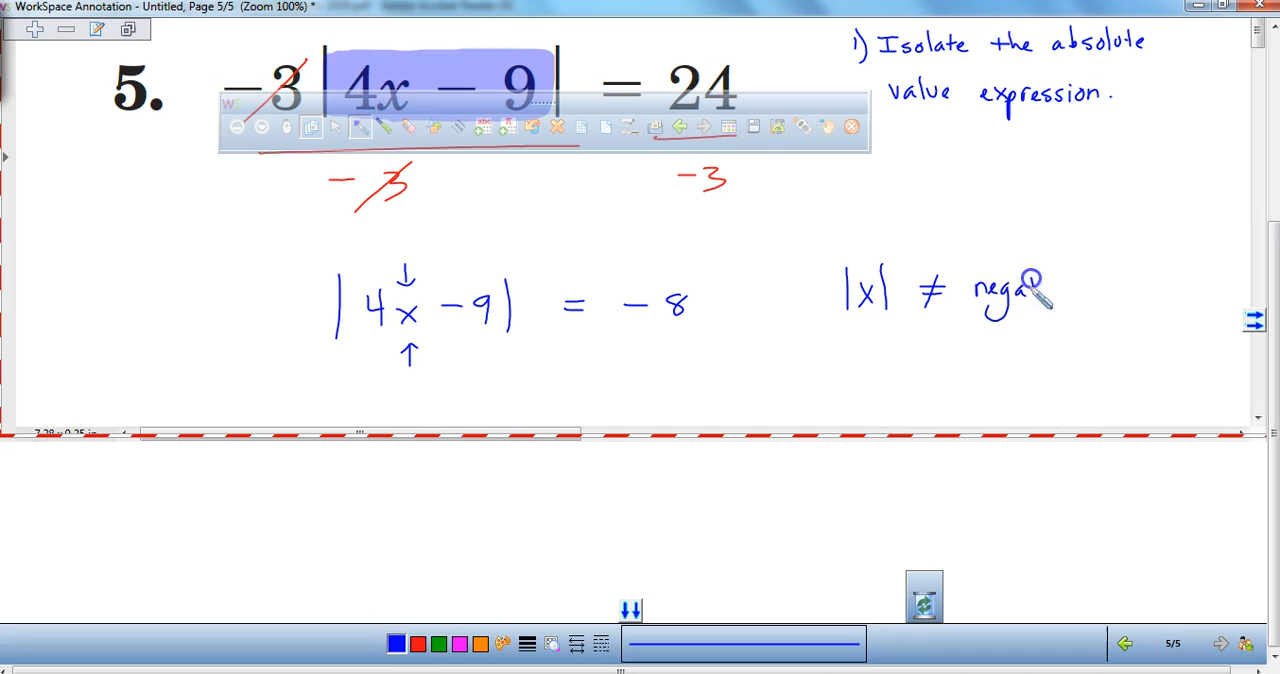 WorkSpace Annotation - Untitled, Page 5/5 (Zoom 100%) *
1) Isolate the absolute
value expression.
5. −3 |4x − 9| = 24
−3 −3
|4x − 9| = − 8
|x| ≠ nega
5/5